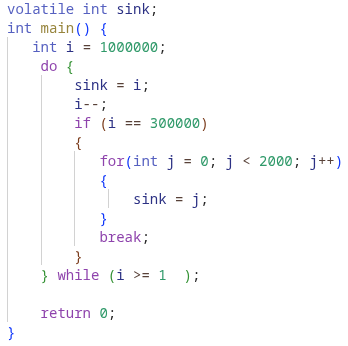 volatile int sink;
int main() {
   int i = 1000000;
    do {
        sink = i;
        i--;
        if (i == 300000)
        {
           for(int j = 0; j < 2000; j++)
           {
               sink = j;
           }
           break;
        }
    } while (i >= 1  );

    return 0;
}